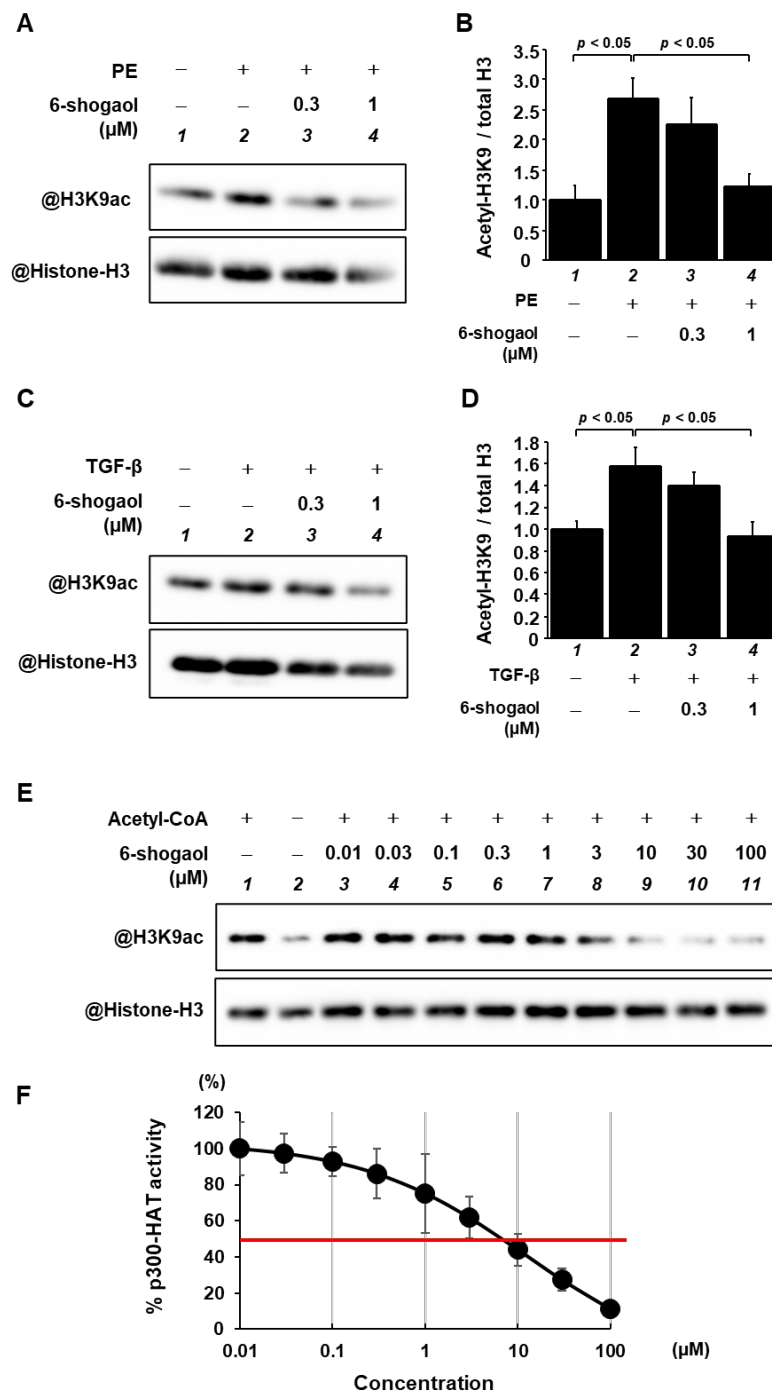 A
PE – + + +
6-shogaol (μM) – – 0.3 1
1 2 3 4
@H3K9ac
@Histone-H3
B
p < 0.05 p < 0.05
Acetyl-H3K9 / total H3
3.5
3.0
2.5
2.0
1.5
1.0
0.5
0.0
1 2 3 4
PE – + + +
6-shogaol (μM) – – 0.3 1
C
TGF-β – + + +
6-shogaol (μM) – – 0.3 1
1 2 3 4
@H3K9ac
@Histone-H3
D
p < 0.05 p < 0.05
Acetyl-H3K9 / total H3
1.8
1.6
1.4
1.2
1.0
0.8
0.6
0.4
0.2
0
1 2 3 4
TGF-β – + + +
6-shogaol (μM) – – 0.3 1
E
Acetyl-CoA + – + + + + + + + + +
6-shogaol (μM) – – 0.01 0.03 0.1 0.3 1 3 10 30 100
1 2 3 4 5 6 7 8 9 10 11
@H3K9ac
@Histone-H3
F
(%)
% p300-HAT activity
120
100
80
60
40
20
0
0.01 0.1 1 10 100 (μM)
Concentration